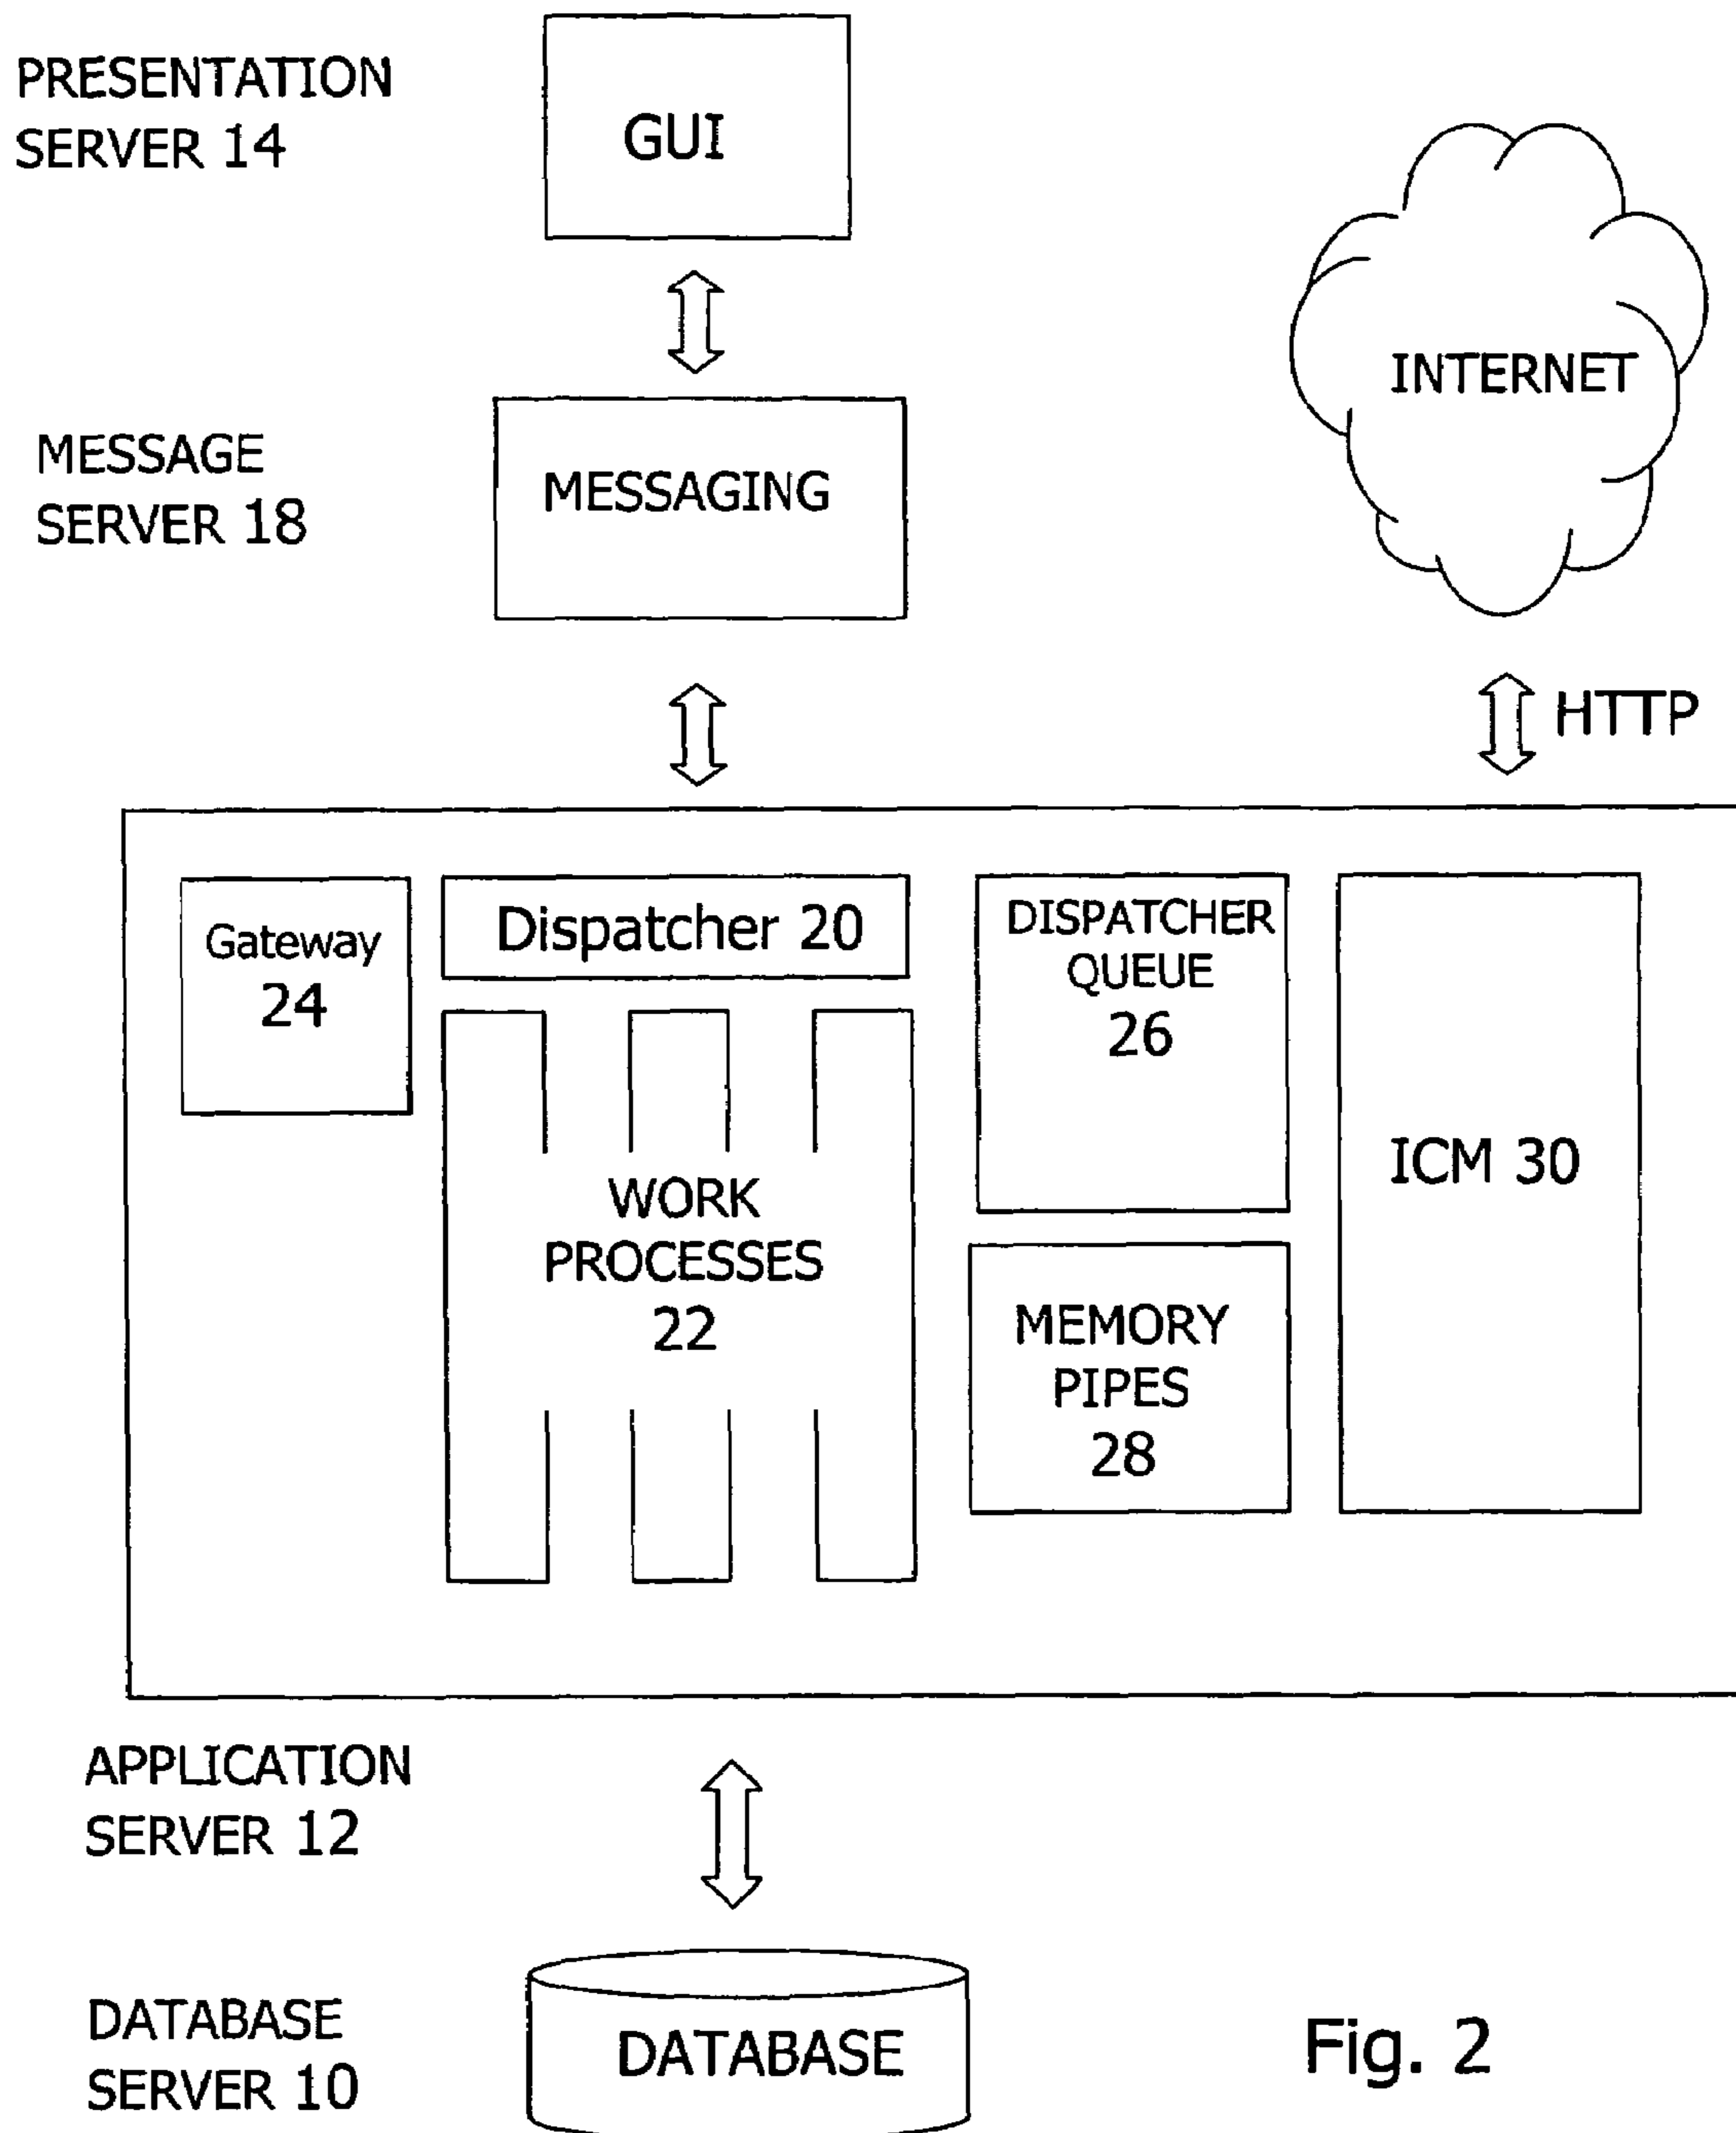 PRESENTATION
SERVER 14
GUI
INTERNET
MESSAGE
SERVER 18
MESSAGING
HTTP
Gateway
24
Dispatcher 20
DISPATCHER
QUEUE
26
ICM 30
WORK
PROCESSES
22
MEMORY
PIPES
28
APPLICATION
SERVER 12
DATABASE
SERVER 10
DATABASE
Fig. 2